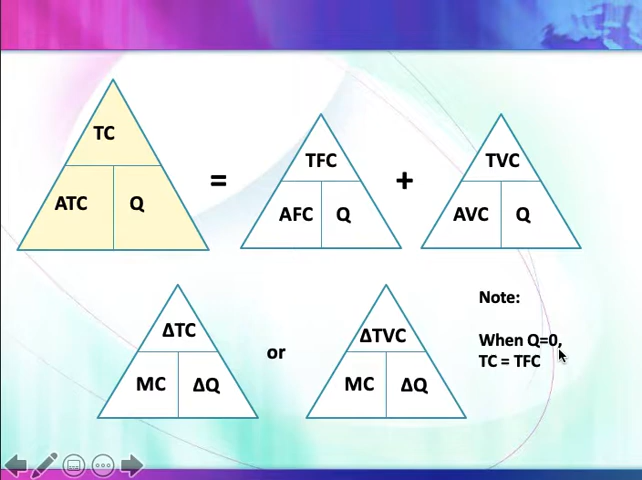 TC
ATC
Q
=
TFC
AFC
Q
+
TVC
AVC
Q
ΔTC
MC
ΔQ
or
ΔTVC
MC
ΔQ
Note:
When Q=0,
TC = TFC